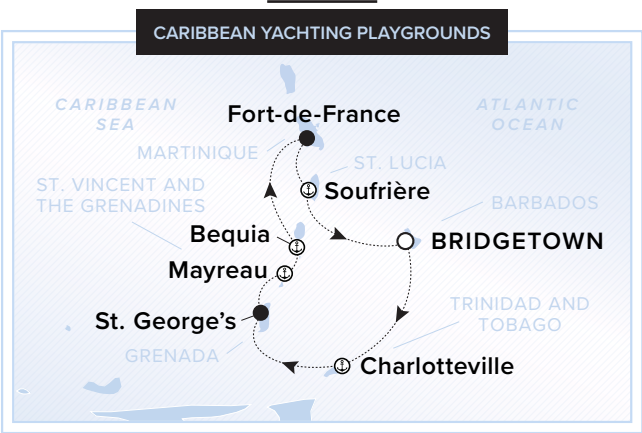 CARIBBEAN YACHTING PLAYGROUNDS
CARIBBEAN
SEA
ATLANTIC
OCEAN
Fort-de-France
MARTINIQUE
ST. LUCIA
ST. VINCENT AND
THE GRENADINES
Soufrière
BARBADOS
Bequia
BRIDGETOWN
Mayreau
TRINIDAD AND
TOBAGO
St. George's
GRENADA
Charlotteville